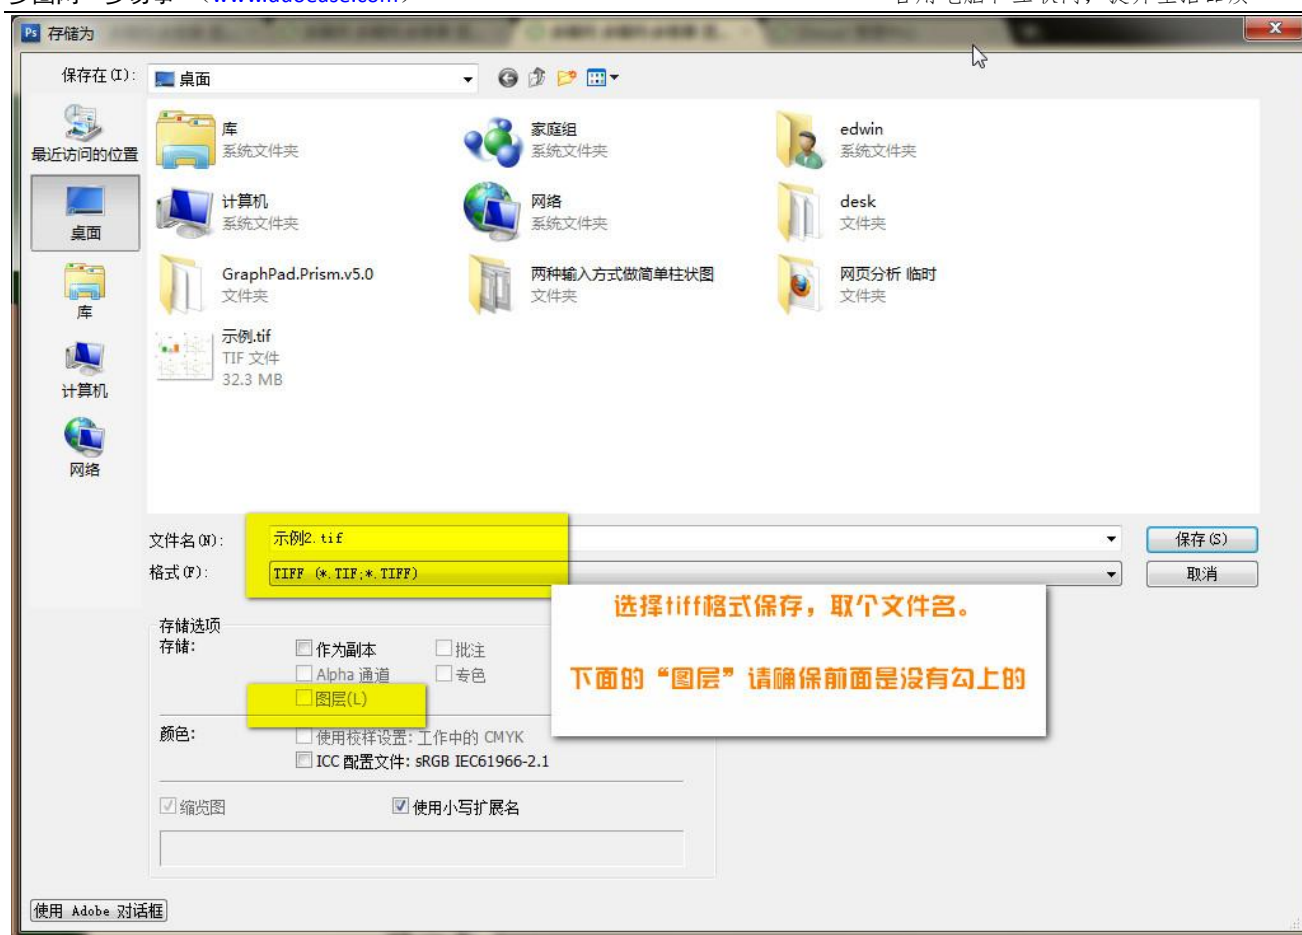 (www.duoease.com)
存储为
保存在(I):
桌面
最近访问的位置
桌面
库
计算机
网络
库
系统文件夹
家庭组
系统文件夹
edwin
系统文件夹
计算机
系统文件夹
网络
系统文件夹
desk
文件夹
GraphPad.Prism.v5.0
文件夹
两种输入方式做简单柱状图
文件夹
网页分析 临时
文件夹
示例.tif
TIF 文件
32.3 MB
文件名(N):
示例2.tif
保存(S)
格式(F):
TIFF (*.TIF;*.TIFF)
取消
选择tiff格式保存，取个文件名。
下面的“图层”请确保前面是没有勾上的
存储选项
存储:
作为副本
批注
Alpha 通道
专色
图层(L)
颜色:
使用校样设置: 工作中的 CMYK
ICC 配置文件: sRGB IEC61966-2.1
缩览图
使用小写扩展名
使用 Adobe 对话框